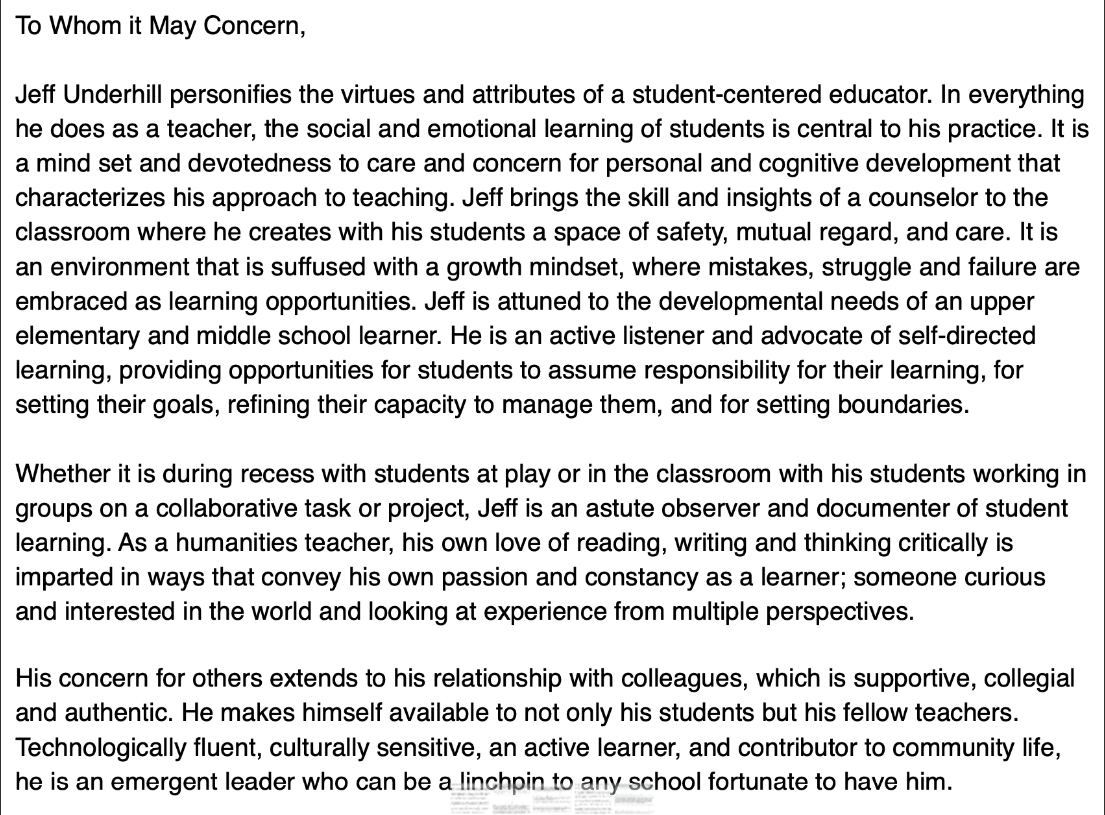 To Whom it May Concern,
Jeff Underhill personifies the virtues and attributes of a student-centered educator. In everything
he does as a teacher, the social and emotional learning of students is central to his practice. It is
a mind set and devotedness to care and concern for personal and cognitive development that
characterizes his approach to teaching. Jeff brings the skill and insights of a counselor to the
classroom where he creates with his students a space of safety, mutual regard, and care. It is
an environment that is suffused with a growth mindset, where mistakes, struggle and failure are
embraced as learning opportunities. Jeff is attuned to the developmental needs of an upper
elementary and middle school learner. He is an active listener and advocate of self-directed
learning, providing opportunities for students to assume responsibility for their learning, for
setting their goals, refining their capacity to manage them, and for setting boundaries.
Whether it is during recess with students at play or in the classroom with his students working in
groups on a collaborative task or project, Jeff is an astute observer and documenter of student
learning. As a humanities teacher, his own love of reading, writing and thinking critically is
imparted in ways that convey his own passion and constancy as a learner; someone curious
and interested in the world and looking at experience from multiple perspectives.
His concern for others extends to his relationship with colleagues, which is supportive, collegial
and authentic. He makes himself available to not only his students but his fellow teachers.
Technologically fluent, culturally sensitive, an active learner, and contributor to community life,
he is an emergent leader who can be a linchpin to any school fortunate to have him.